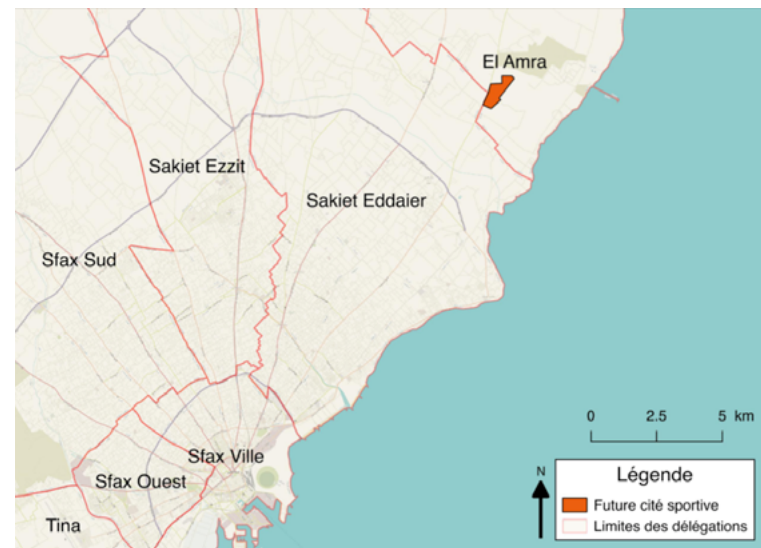 El Amra
Sakiet Ezzit
Sakiet Eddaier
Sfax Sud
Sfax Ville
Sfax Ouest
Tina
0 2.5 5 km
N
Légende
Future cité sportive
Limites des délégations